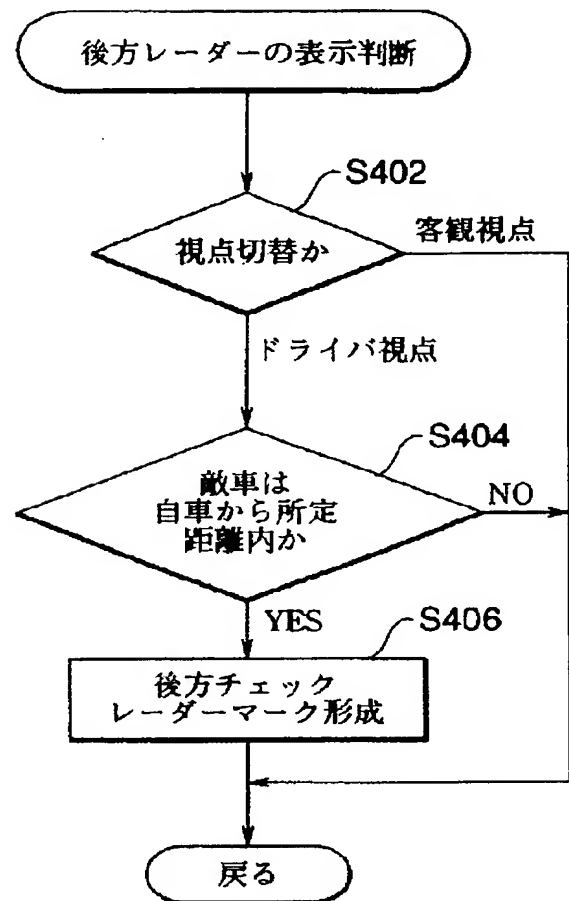 後方レーダーの表示判断
S402
視点切替か
客観視点
ドライバ視点
S404
敵車は
自車から所定
距離内か
NO
YES
S406
後方チェック
レーダーマーク形成
戻る